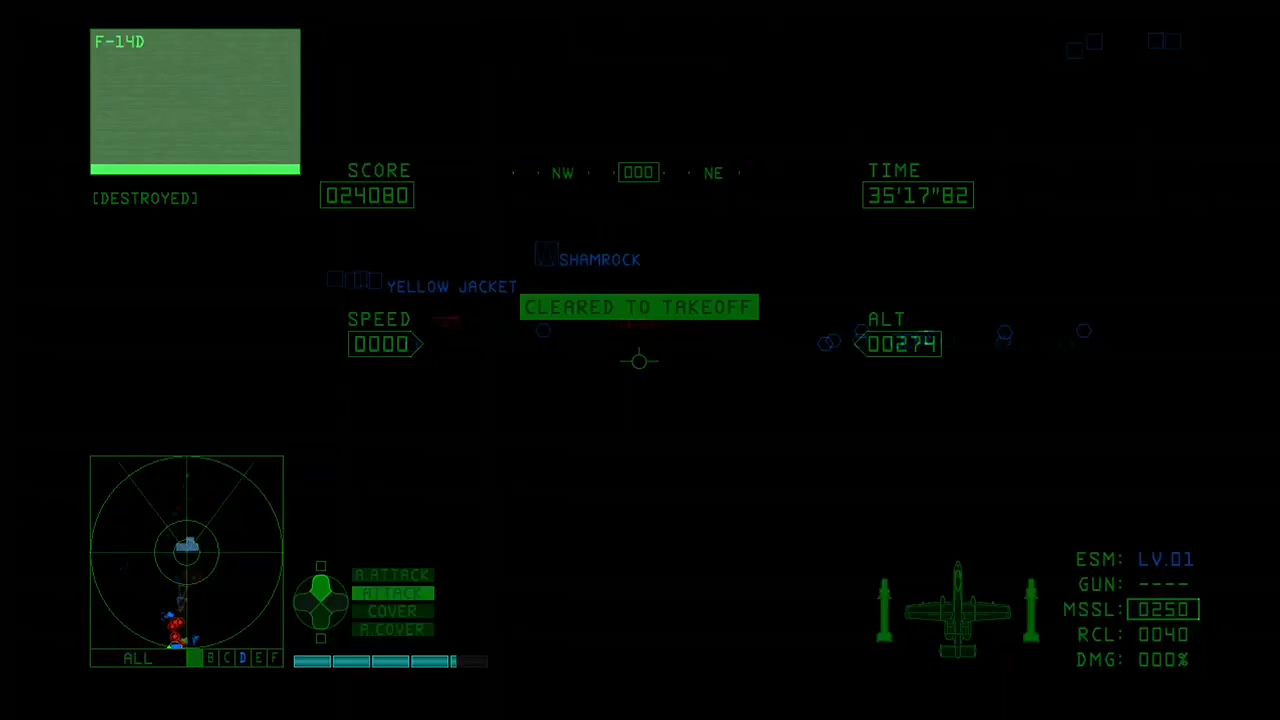 F-14D
[DESTROYED]
SCORE
024080
NW 000 NE
TIME
35'17"82
SHAMROCK
YELLOW JACKET
CLEARED TO TAKEOFF
SPEED
0000
ALT
00274
A.ATTACK
ATTACK
COVER
A.COVER
ALL B C D E F
ESM: LV.01
GUN: ----
MSSL: 0250
RCL: 0040
DMG: 000%